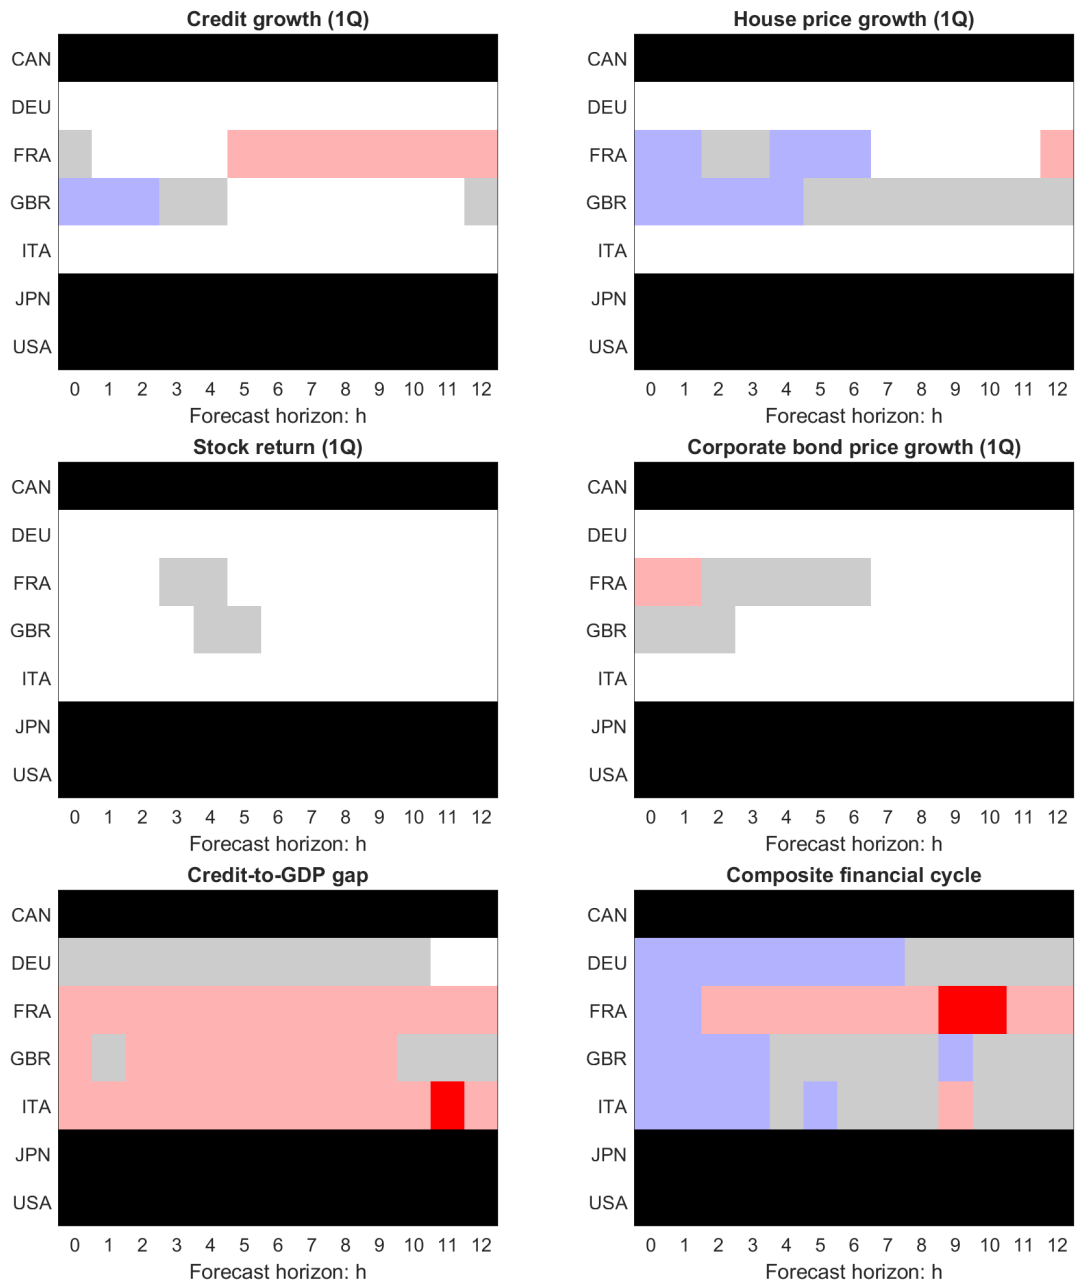 Credit growth (1Q)
CAN
DEU
FRA
GBR
ITA
JPN
USA
0 1 2 3 4 5 6 7 8 9 10 11 12
Forecast horizon: h
House price growth (1Q)
CAN
DEU
FRA
GBR
ITA
JPN
USA
0 1 2 3 4 5 6 7 8 9 10 11 12
Forecast horizon: h
Stock return (1Q)
CAN
DEU
FRA
GBR
ITA
JPN
USA
0 1 2 3 4 5 6 7 8 9 10 11 12
Forecast horizon: h
Corporate bond price growth (1Q)
CAN
DEU
FRA
GBR
ITA
JPN
USA
0 1 2 3 4 5 6 7 8 9 10 11 12
Forecast horizon: h
Credit-to-GDP gap
CAN
DEU
FRA
GBR
ITA
JPN
USA
0 1 2 3 4 5 6 7 8 9 10 11 12
Forecast horizon: h
Composite financial cycle
CAN
DEU
FRA
GBR
ITA
JPN
USA
0 1 2 3 4 5 6 7 8 9 10 11 12
Forecast horizon: h